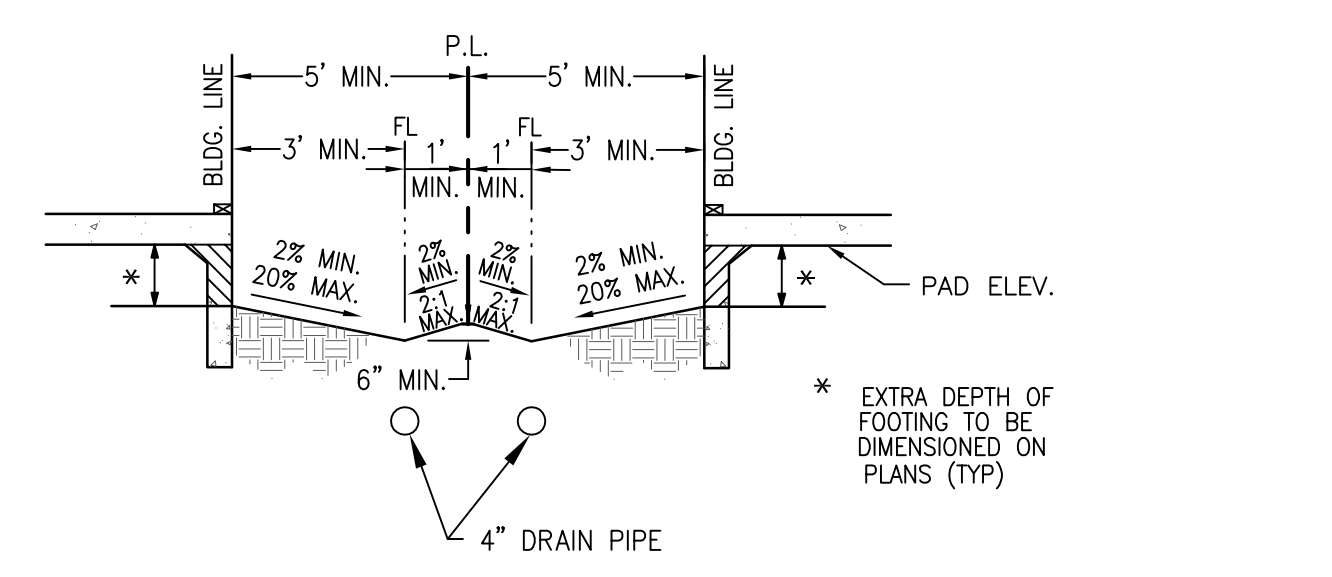 P.L.
5' MIN. 5' MIN.
BLDG. LINE
BLDG. LINE
FL FL
3' MIN. 1' 1' 3' MIN.
MIN. MIN.
2% MIN.
20% MAX.
2%
MIN.
2:1
MAX.
2%
MIN.
2:1
MAX.
2% MIN.
20% MAX.
*
*
PAD ELEV.
6" MIN.
* EXTRA DEPTH OF
FOOTING TO BE
DIMENSIONED ON
PLANS (TYP)
4" DRAIN PIPE